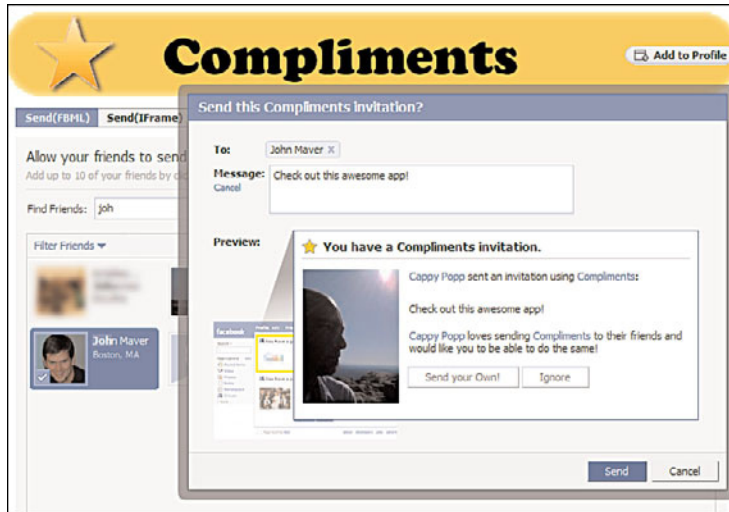 Compliments
Add to Profile
Send(FBML) Send(IFrame)
Allow your friends to send
Add up to 10 of your friends by
Find Friends: joh
Filter Friends
John Maver
Boston, MA
Send this Compliments invitation?
To: John Maver x
Message: Check out this awesome app!
Cancel
Preview:
You have a Compliments invitation.
Cappy Popp sent an invitation using Compliments:
Check out this awesome app!
Cappy Popp loves sending Compliments to their friends and
would like you to be able to do the same!
Send your Own! Ignore
facebook
Send Cancel